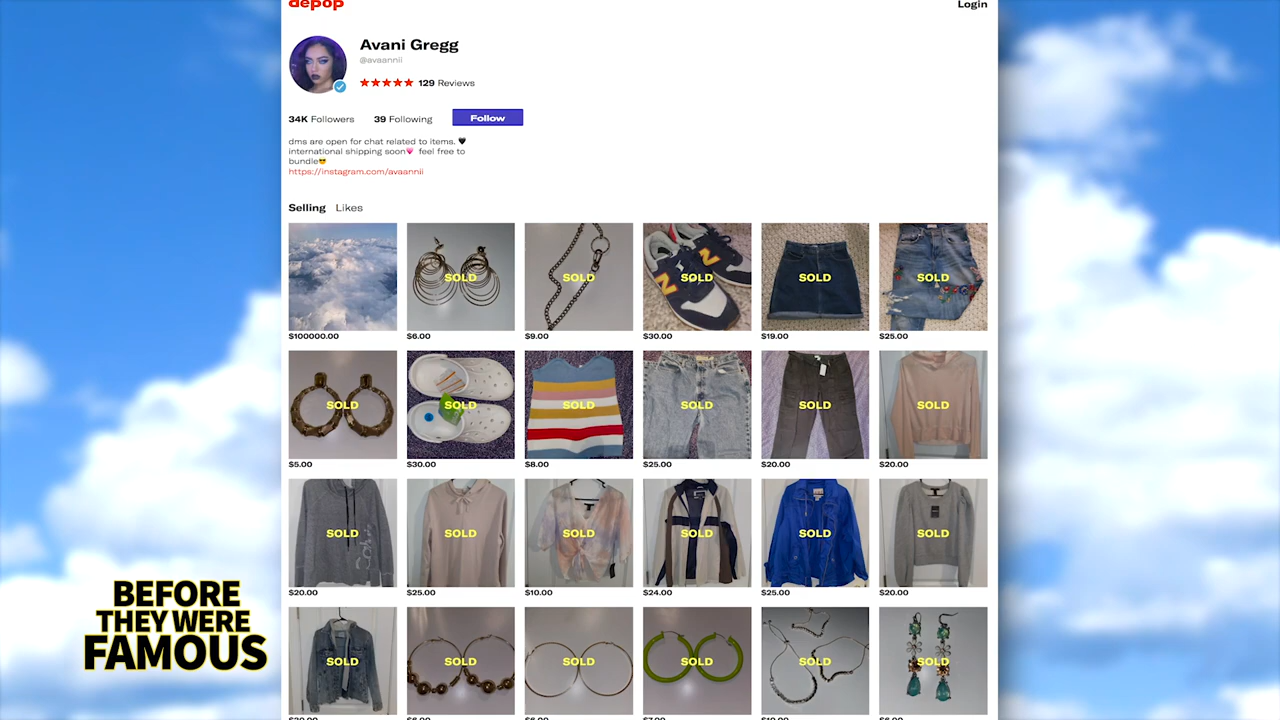 depop
Login
Avani Gregg
@avaannii
129 Reviews
34K Followers 39 Following Follow
dms are open for chat related to items. 🖤
international shipping soon💗 feel free to
bundle😎
https://instagram.com/avaannii
Selling Likes
SOLD SOLD SOLD SOLD SOLD
$100000.00 $6.00 $9.00 $30.00 $19.00 $25.00
SOLD SOLD SOLD SOLD SOLD SOLD
$5.00 $30.00 $8.00 $25.00 $20.00 $20.00
SOLD SOLD SOLD SOLD SOLD SOLD
$20.00 $25.00 $10.00 $24.00 $25.00 $20.00
SOLD SOLD SOLD SOLD SOLD SOLD
BEFORE
THEY WERE
FAMOUS